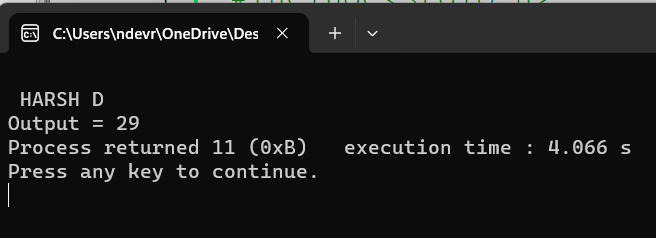 C:\Users\ndevr\OneDrive\Des
HARSH D
Output = 29
Process returned 11 (0xB)   execution time : 4.066 s
Press any key to continue.